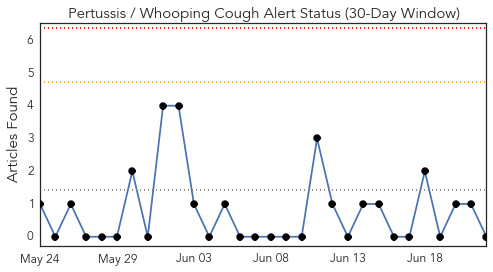 Pertussis / Whooping Cough Alert Status (30-Day Window)
Articles Found
6
5
4
3
2
1
0
May 24 May 29 Jun 03 Jun 08 Jun 13 Jun 18